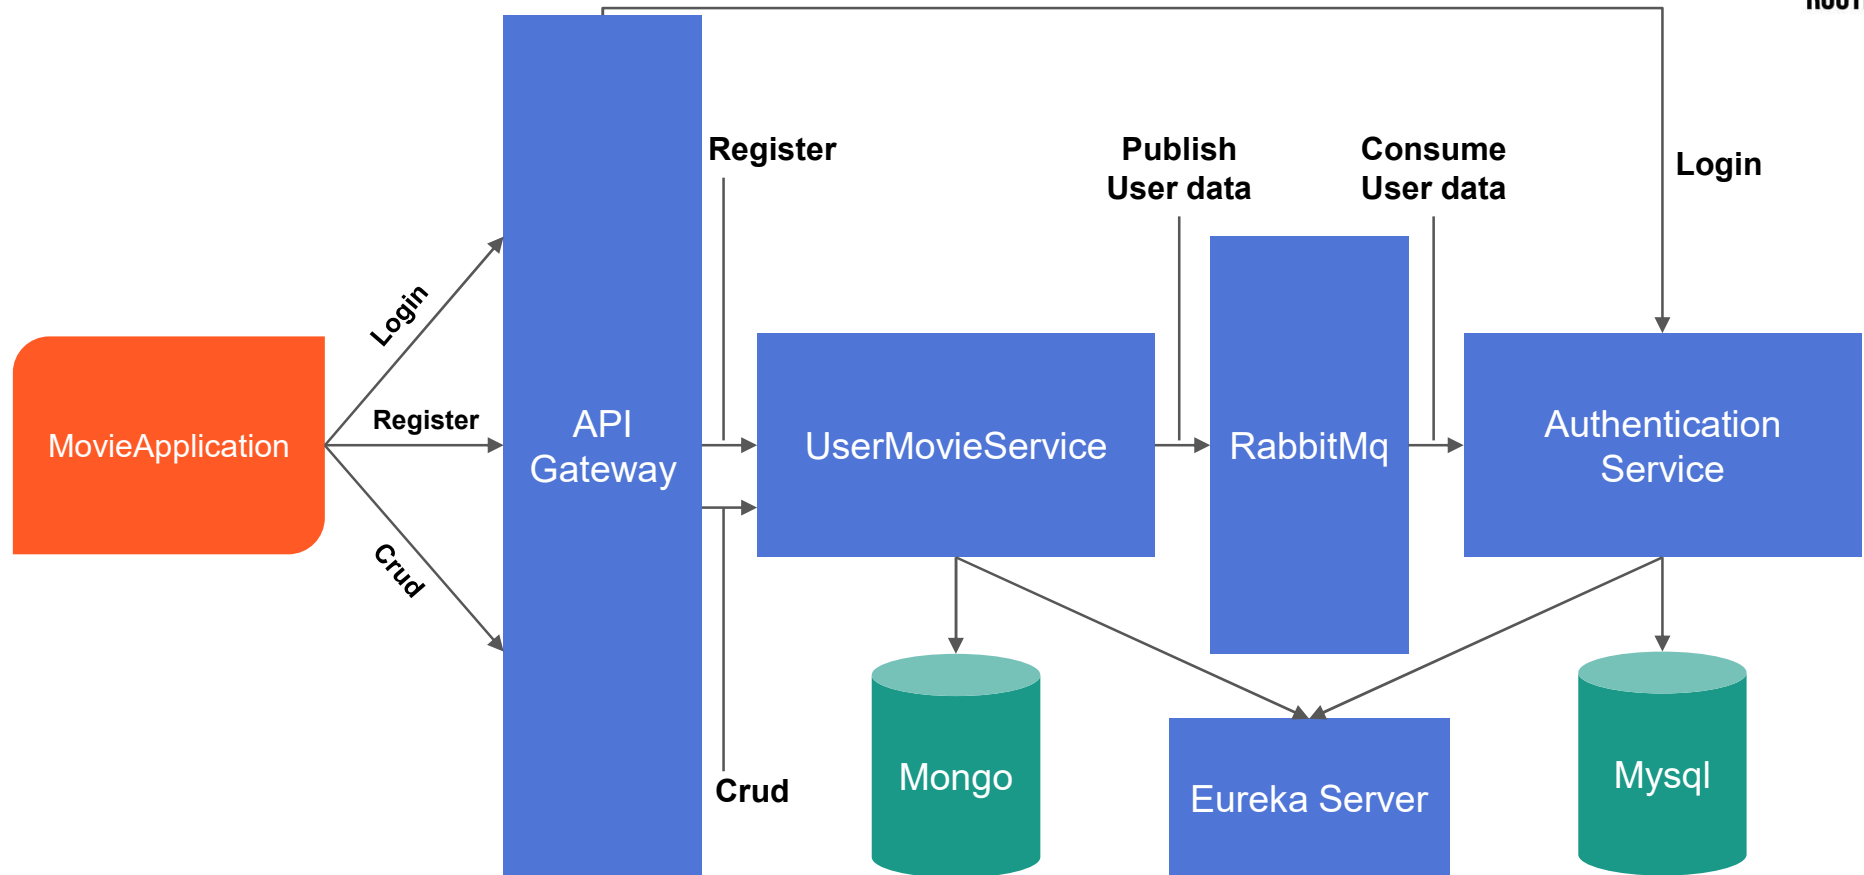 Register
Publish
User data
Consume
User data
Login
Login
Register
Crud
MovieApplication
API
Gateway
UserMovieService
RabbitMq
Authentication
Service
Crud
Mongo
Eureka Server
Mysql